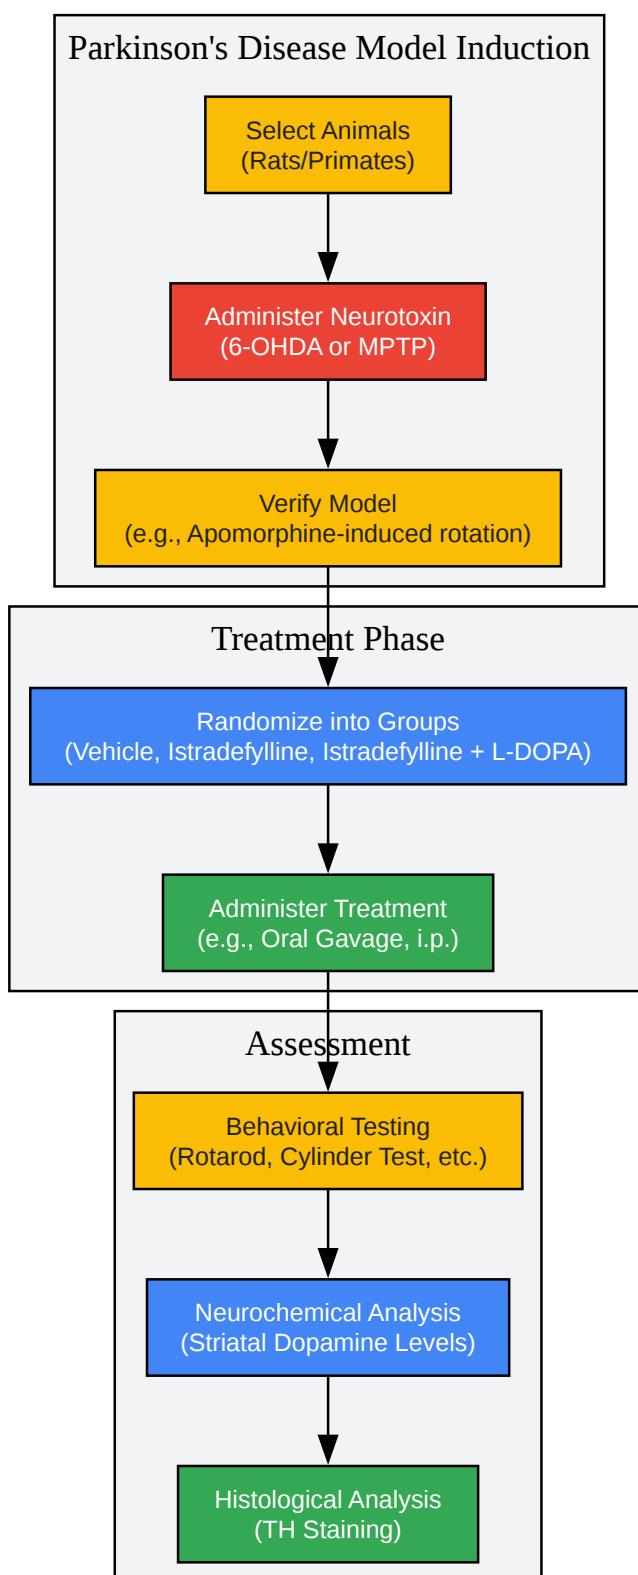 Parkinson's Disease Model Induction
Select Animals
(Rats/Primates)
Administer Neurotoxin
(6-OHDA or MPTP)
Verify Model
(e.g., Apomorphine-induced rotation)
Treatment Phase
Randomize into Groups
(Vehicle, Istradefylline, Istradefylline + L-DOPA)
Administer Treatment
(e.g., Oral Gavage, i.p.)
Assessment
Behavioral Testing
(Rotarod, Cylinder Test, etc.)
Neurochemical Analysis
(Striatal Dopamine Levels)
Histological Analysis
(TH Staining)